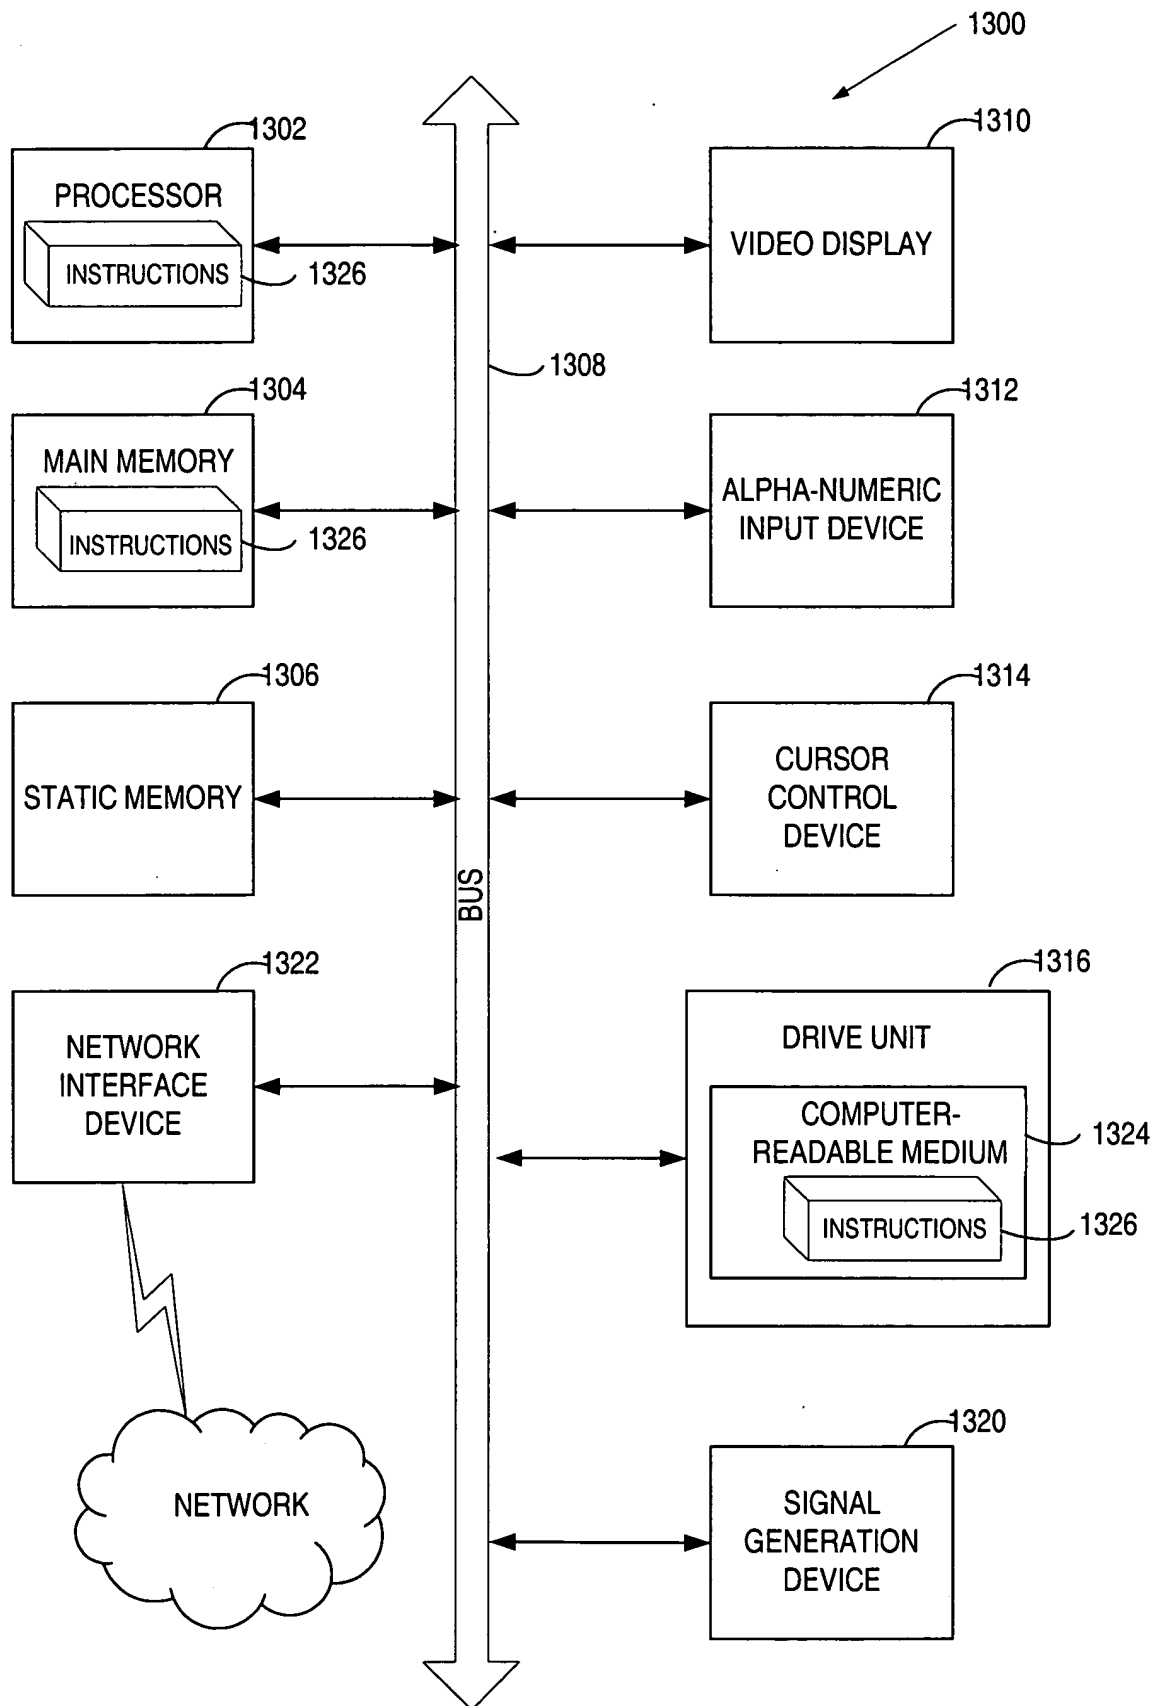 1300
1302
PROCESSOR
INSTRUCTIONS
1326
1304
MAIN MEMORY
INSTRUCTIONS
1326
1306
STATIC MEMORY
1322
NETWORK
INTERFACE
DEVICE
NETWORK
1308
BUS
1310
VIDEO DISPLAY
1312
ALPHA-NUMERIC
INPUT DEVICE
1314
CURSOR
CONTROL
DEVICE
1316
DRIVE UNIT
COMPUTER-
READABLE MEDIUM
1324
INSTRUCTIONS
1326
1320
SIGNAL
GENERATION
DEVICE